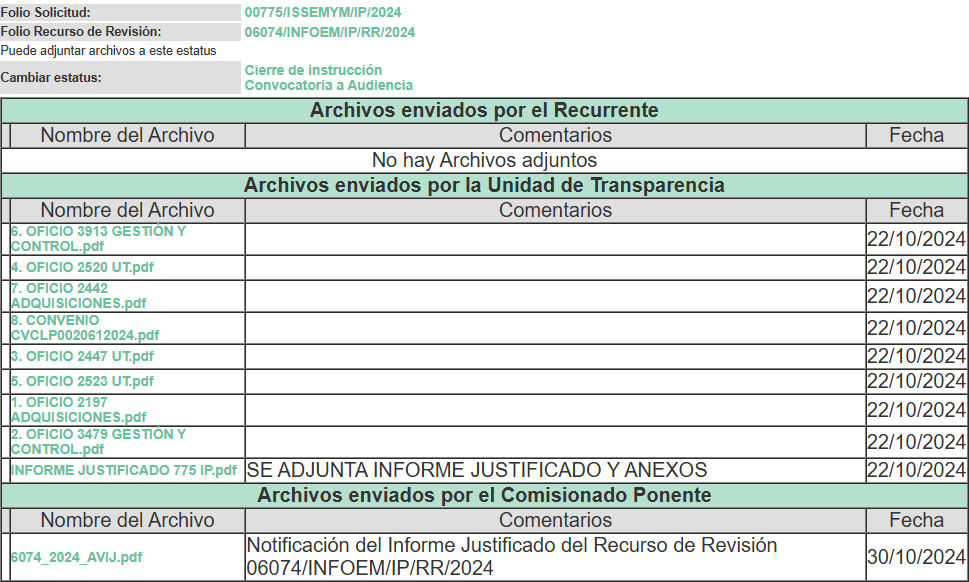 Folio Solicitud: 00775/ISSEMYM/IP/2024
Folio Recurso de Revisión: 06074/INFOEM/IP/RR/2024
Puede adjuntar archivos a este estatus
Cambiar estatus: Cierre de instrucción
Convocatoria a Audiencia
Archivos enviados por el Recurrente
Nombre del Archivo Comentarios Fecha
No hay Archivos adjuntos
Archivos enviados por la Unidad de Transparencia
Nombre del Archivo Comentarios Fecha
6. OFICIO 3913 GESTIÓN Y
CONTROL.pdf 22/10/2024
4. OFICIO 2520 UT.pdf 22/10/2024
7. OFICIO 2442
ADQUISICIONES.pdf 22/10/2024
8. CONVENIO
CVCLP0020612024.pdf 22/10/2024
3. OFICIO 2447 UT.pdf 22/10/2024
5. OFICIO 2523 UT.pdf 22/10/2024
1. OFICIO 2197
ADQUISICIONES.pdf 22/10/2024
2. OFICIO 3479 GESTIÓN Y
CONTROL.pdf 22/10/2024
INFORME JUSTIFICADO 775 IP.pdf SE ADJUNTA INFORME JUSTIFICADO Y ANEXOS 22/10/2024
Archivos enviados por el Comisionado Ponente
Nombre del Archivo Comentarios Fecha
6074_2024_AVIJ.pdf Notificación del Informe Justificado del Recurso de Revisión
06074/INFOEM/IP/RR/2024 30/10/2024